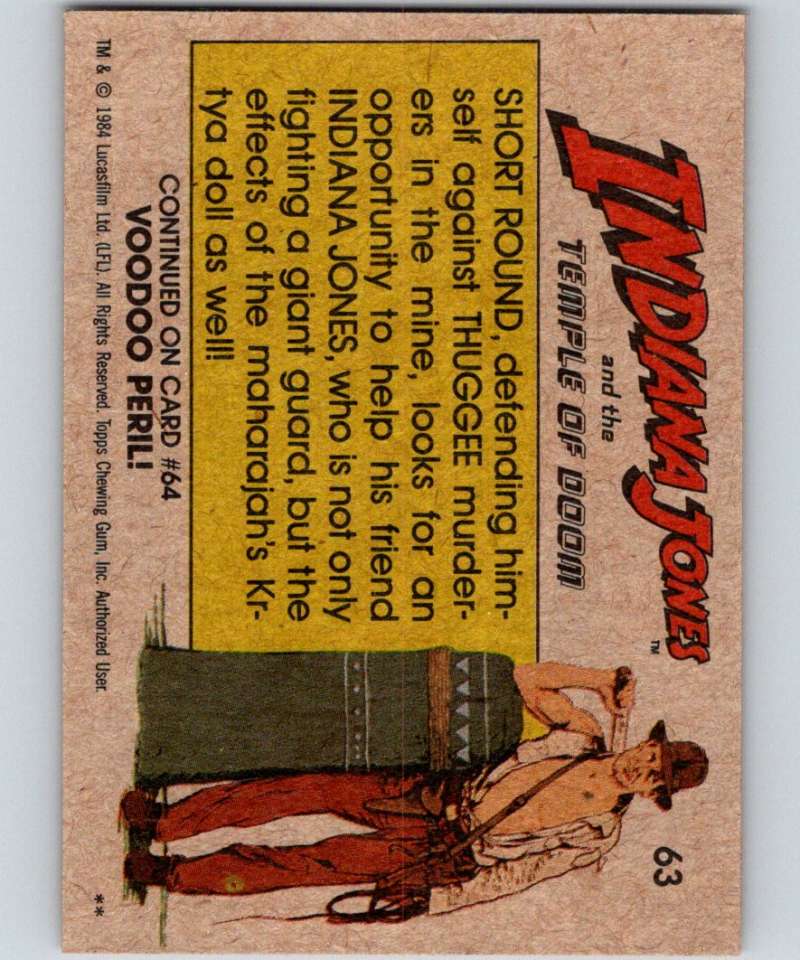 INDIANA JONES™
and the
TEMPLE OF DOOM
63
SHORT ROUND, defending him-
self against THUGGEE murder-
ers in the mine, looks for an
opportunity to help his friend
INDIANA JONES, who is not only
fighting a giant guard, but the
effects of the maharajah's Kr-
tya doll as well!
CONTINUED ON CARD #64
VOODOO PERIL!
TM & © 1984 Lucasfilm Ltd. (LFL). All Rights Reserved. Topps Chewing Gum, Inc. Authorized User. **